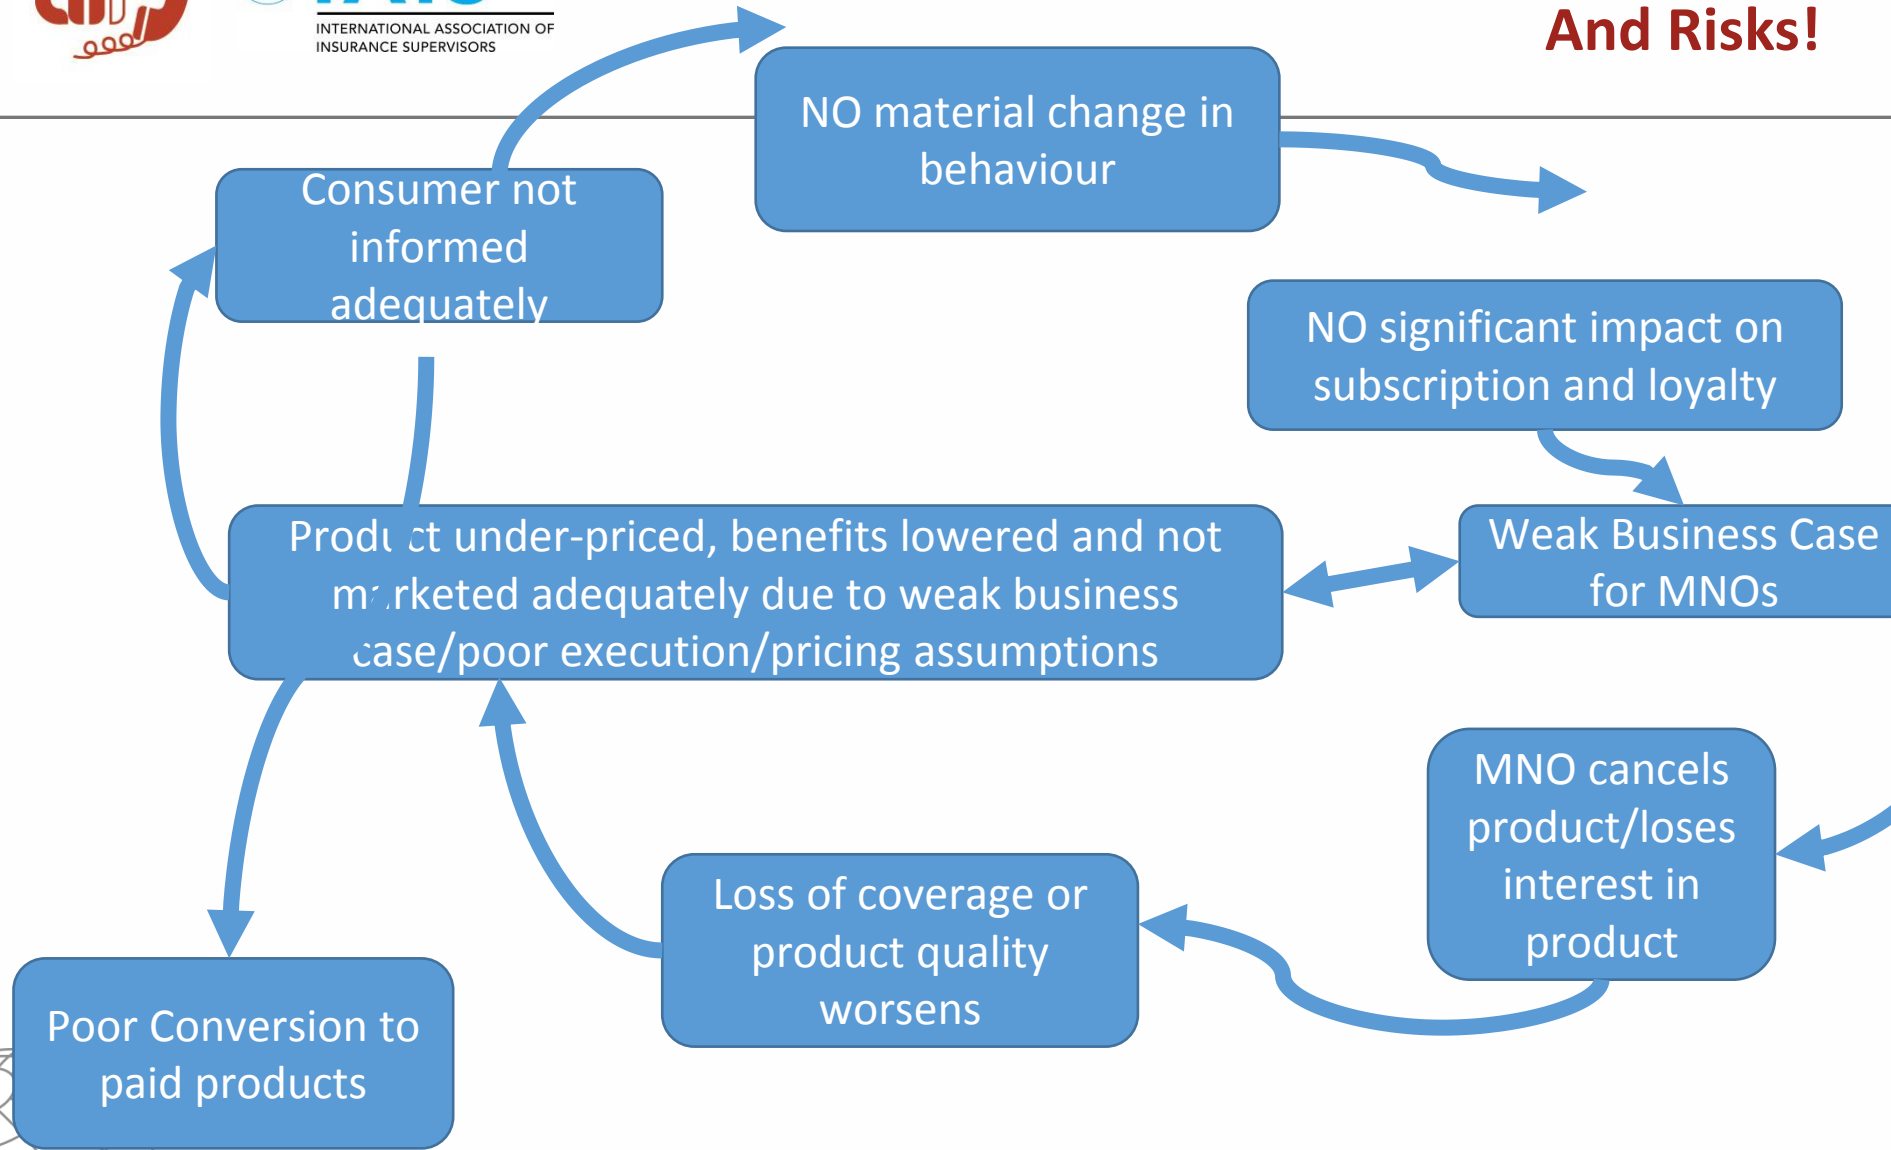 INTERNATIONAL ASSOCIATION OF
INSURANCE SUPERVISORS
And Risks!
NO material change in
behaviour
Consumer not
informed
adequately
NO significant impact on
subscription and loyalty
Product under-priced, benefits lowered and not
marketed adequately due to weak business
case/poor execution/pricing assumptions
Weak Business Case
for MNOs
MNO cancels
product/loses
interest in
product
Loss of coverage or
product quality
worsens
Poor Conversion to
paid products